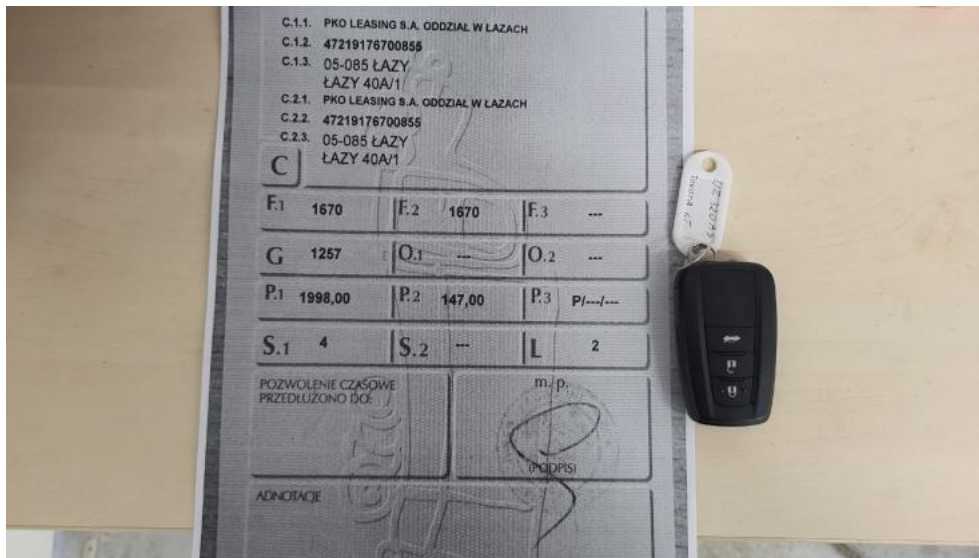 C.1.1. PKO LEASING S.A. ODDZIAŁ W ŁAZACH
C.1.2. 47219176700855
C.1.3. 05-085 ŁAZY
ŁAZY 40A/1
C.2.1. PKO LEASING S.A. ODDZIAŁ W ŁAZACH
C.2.2. 47219176700855
C.2.3. 05-085 ŁAZY
ŁAZY 40A/1
C
F.1 1670 F.2 1670 F.3 ---
G 1257 O.1 --- O.2 ---
P.1 1998,00 P.2 147,00 P.3 P/---/---
S.1 4 S.2 --- L 2
POZWOLENIE CZASOWE
PRZEDŁUŻONO DO:
m. p.
(PODPIS)
ADNOTACJE